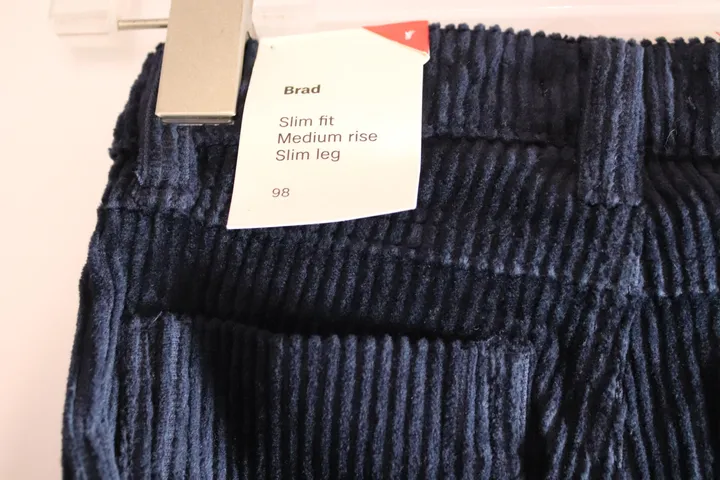 Brad
Slim fit
Medium rise
Slim leg
98